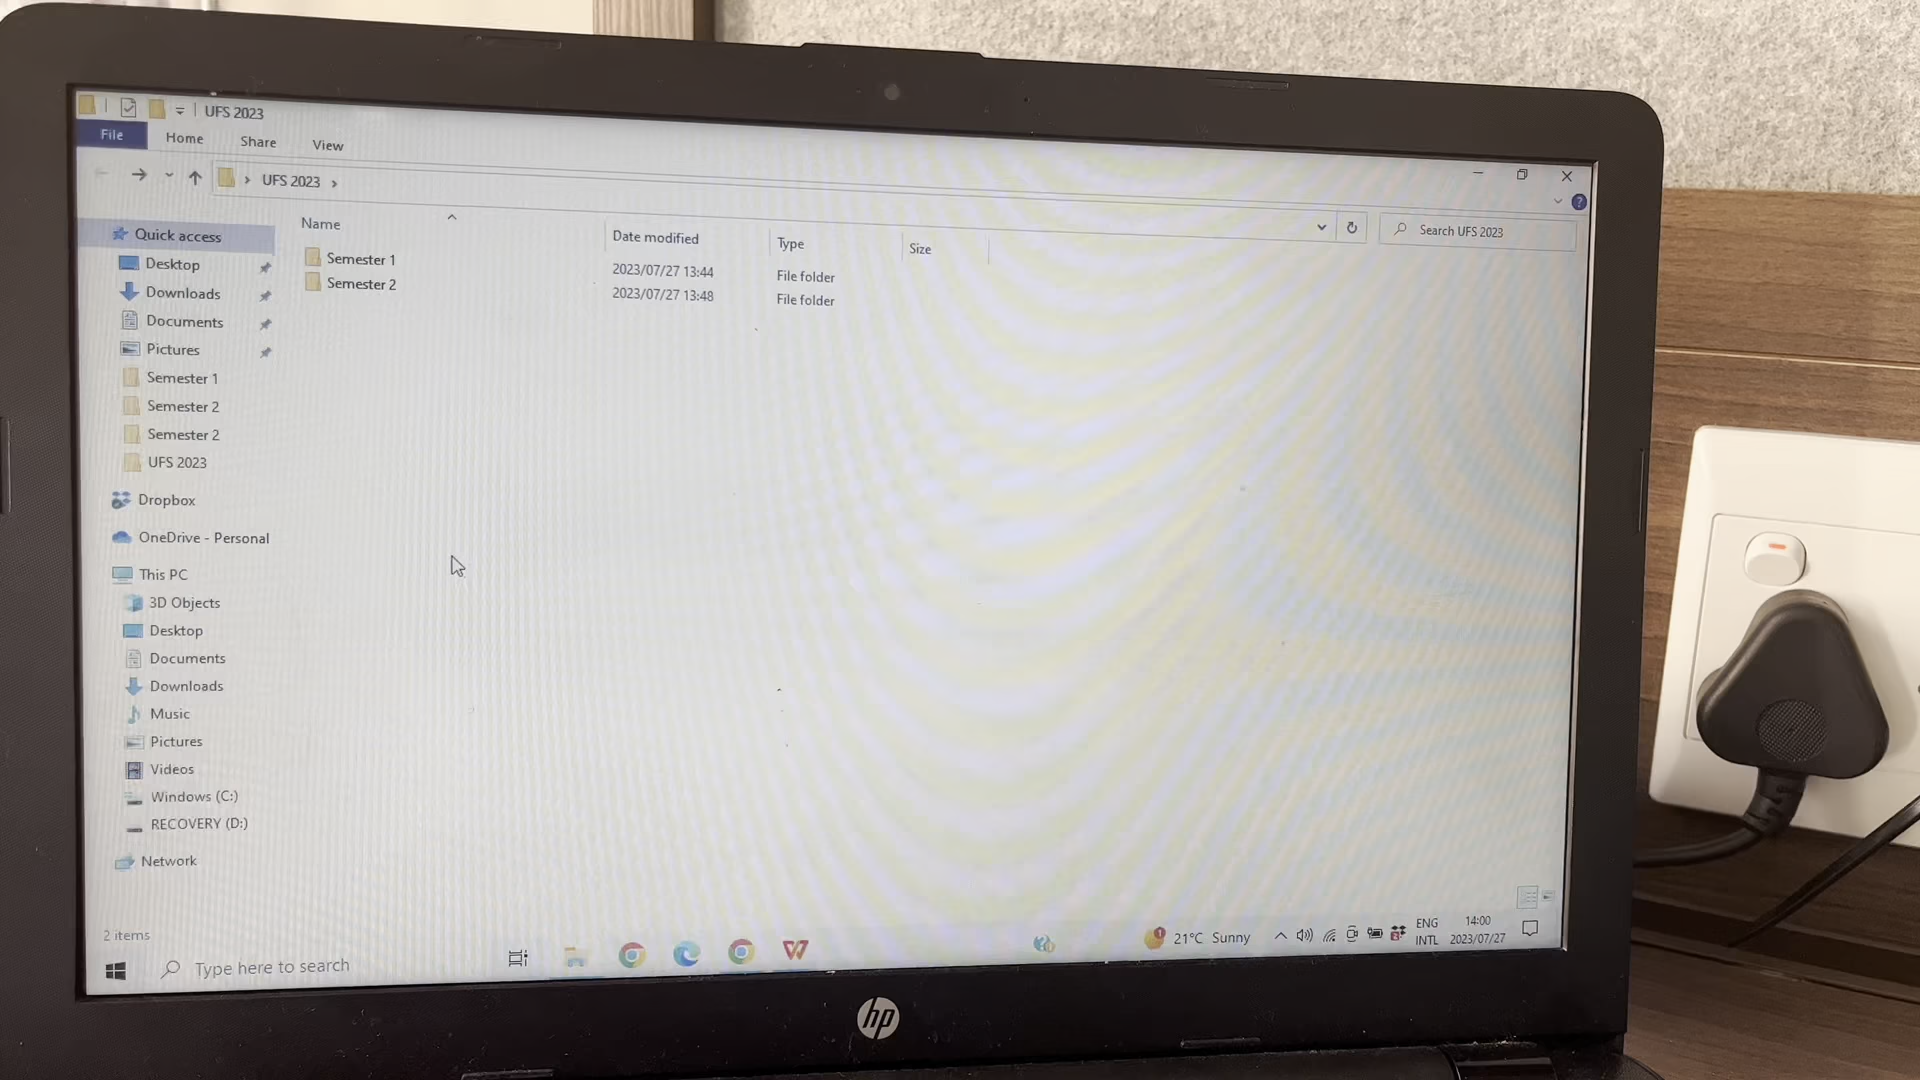 UFS 2023
File Home Share View
UFS 2023
Search UFS 2023
Name Date modified Type Size
Semester 1 2023/07/27 13:44 File folder
Semester 2 2023/07/27 13:48 File folder
Quick access
Desktop
Downloads
Documents
Pictures
Semester 1
Semester 2
Semester 2
UFS 2023
Dropbox
OneDrive - Personal
This PC
3D Objects
Desktop
Documents
Downloads
Music
Pictures
Videos
Windows (C:)
RECOVERY (D:)
Network
2 items
Type here to search
21°C Sunny
ENG
INTL
14:00
2023/07/27
hp